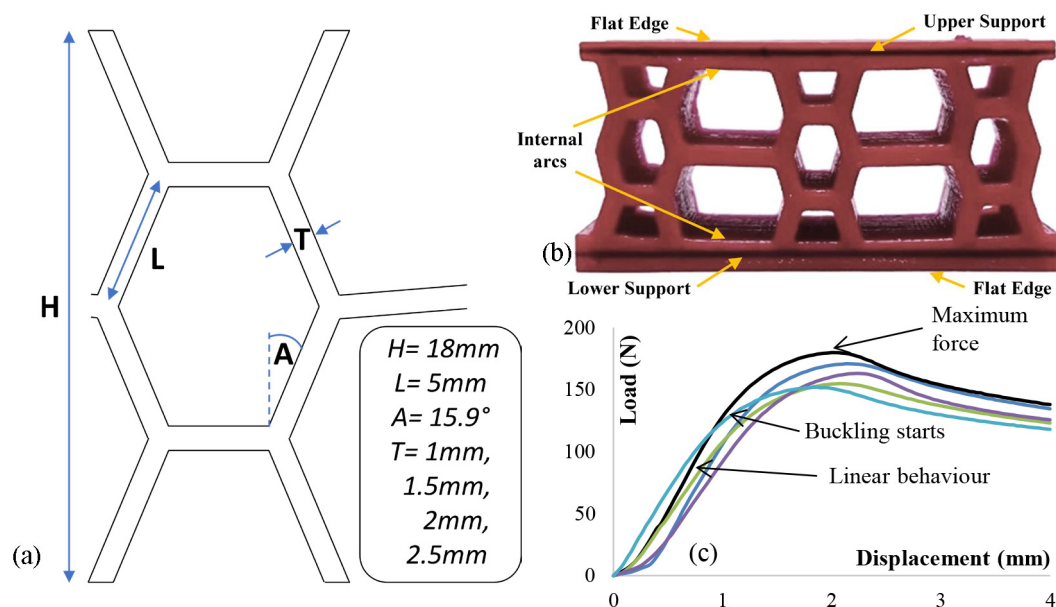 H
L
T
A
H= 18mm
L= 5mm
A= 15.9°
T= 1mm,
1.5mm,
2mm,
2.5mm
(a)
Flat Edge
Upper Support
Internal
arcs
(b)
Lower Support
Flat Edge
200
150
100
50
0
Load (N)
Maximum
force
Buckling starts
Linear behaviour
(c)
Displacement (mm)
0
1
2
3
4